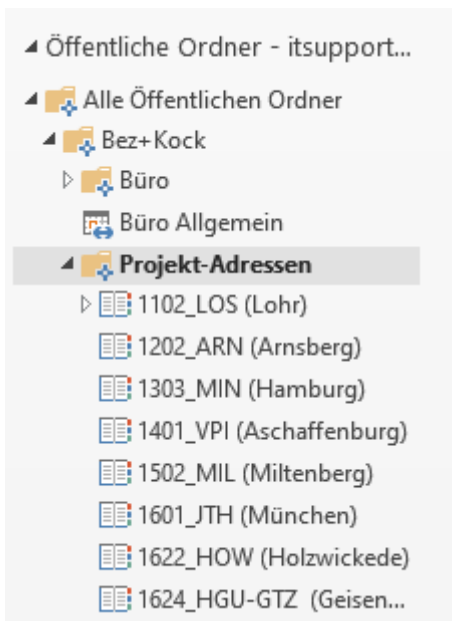 Öffentliche Ordner - itsupport...
Alle Öffentlichen Ordner
Bez+Kock
Büro
Büro Allgemein
Projekt-Adressen
1102_LOS (Lohr)
1202_ARN (Arnsberg)
1303_MIN (Hamburg)
1401_VPI (Aschaffenburg)
1502_MIL (Miltenberg)
1601_JTH (München)
1622_HOW (Holzwickede)
1624_HGU-GTZ  (Geisen...